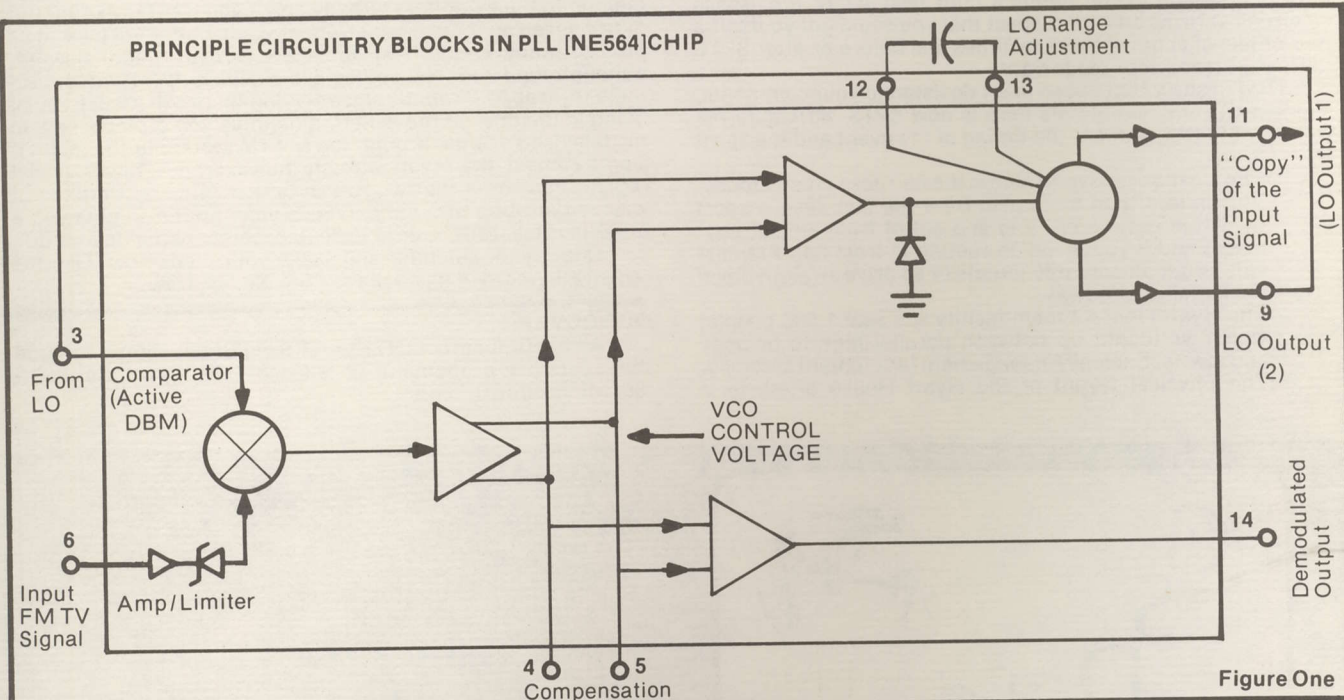 PRINCIPLE CIRCUITRY BLOCKS IN PLL [NE564]CHIP
LO Range
Adjustment
12
13
11
"Copy"
of the
Input
Signal
(LO Output 1)
9
LO Output
(2)
3
From
LO
Comparator
(Active
DBM)
VCO
CONTROL
VOLTAGE
6
Input
FM TV
Signal
Amp/Limiter
14
Demodulated
Output
4
5
Compensation
Figure One